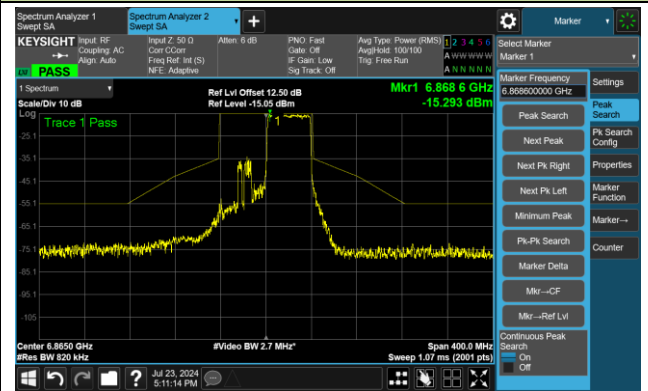 Spectrum Analyzer 1
Swept SA
Spectrum Analyzer 2
Swept SA
+
Marker
KEYSIGHT
Input: RF
Coupling: AC
Align: Auto
Input Z: 50 Ω
Corr CCorr
Freq Ref: Int (S)
NFE: Adaptive
Atten: 6 dB
PNO: Fast
Gate: Off
IF Gain: Low
Sig Track: Off
Avg Type: Power (RMS)
Avg|Hold: 100/100
Trig: Free Run
1 2 3 4 5 6
A W W W W W
A N N N N N
LXI
PASS
Select Marker
Marker 1
1 Spectrum
Scale/Div 10 dB
Ref Lvl Offset 12.50 dB
Ref Level -15.05 dBm
Mkr1 6.868 6 GHz
-15.293 dBm
Log
Trace 1 Pass
1
-25.1
-35.1
-45.1
-55.1
-65.1
-75.1
-85.1
-95.1
-105
Center 6.8650 GHz
#Res BW 820 kHz
#Video BW 2.7 MHz*
Span 400.0 MHz
Sweep 1.07 ms (2001 pts)
Marker Frequency
6.868600000 GHz
Peak Search
Next Peak
Next Pk Right
Next Pk Left
Minimum Peak
Pk-Pk Search
Marker Delta
Mkr→CF
Mkr→Ref Lvl
Continuous Peak
Search
On
Off
Settings
Peak
Search
Pk Search
Config
Properties
Marker
Function
Marker→
Counter
?
Jul 23, 2024
5:11:14 PM